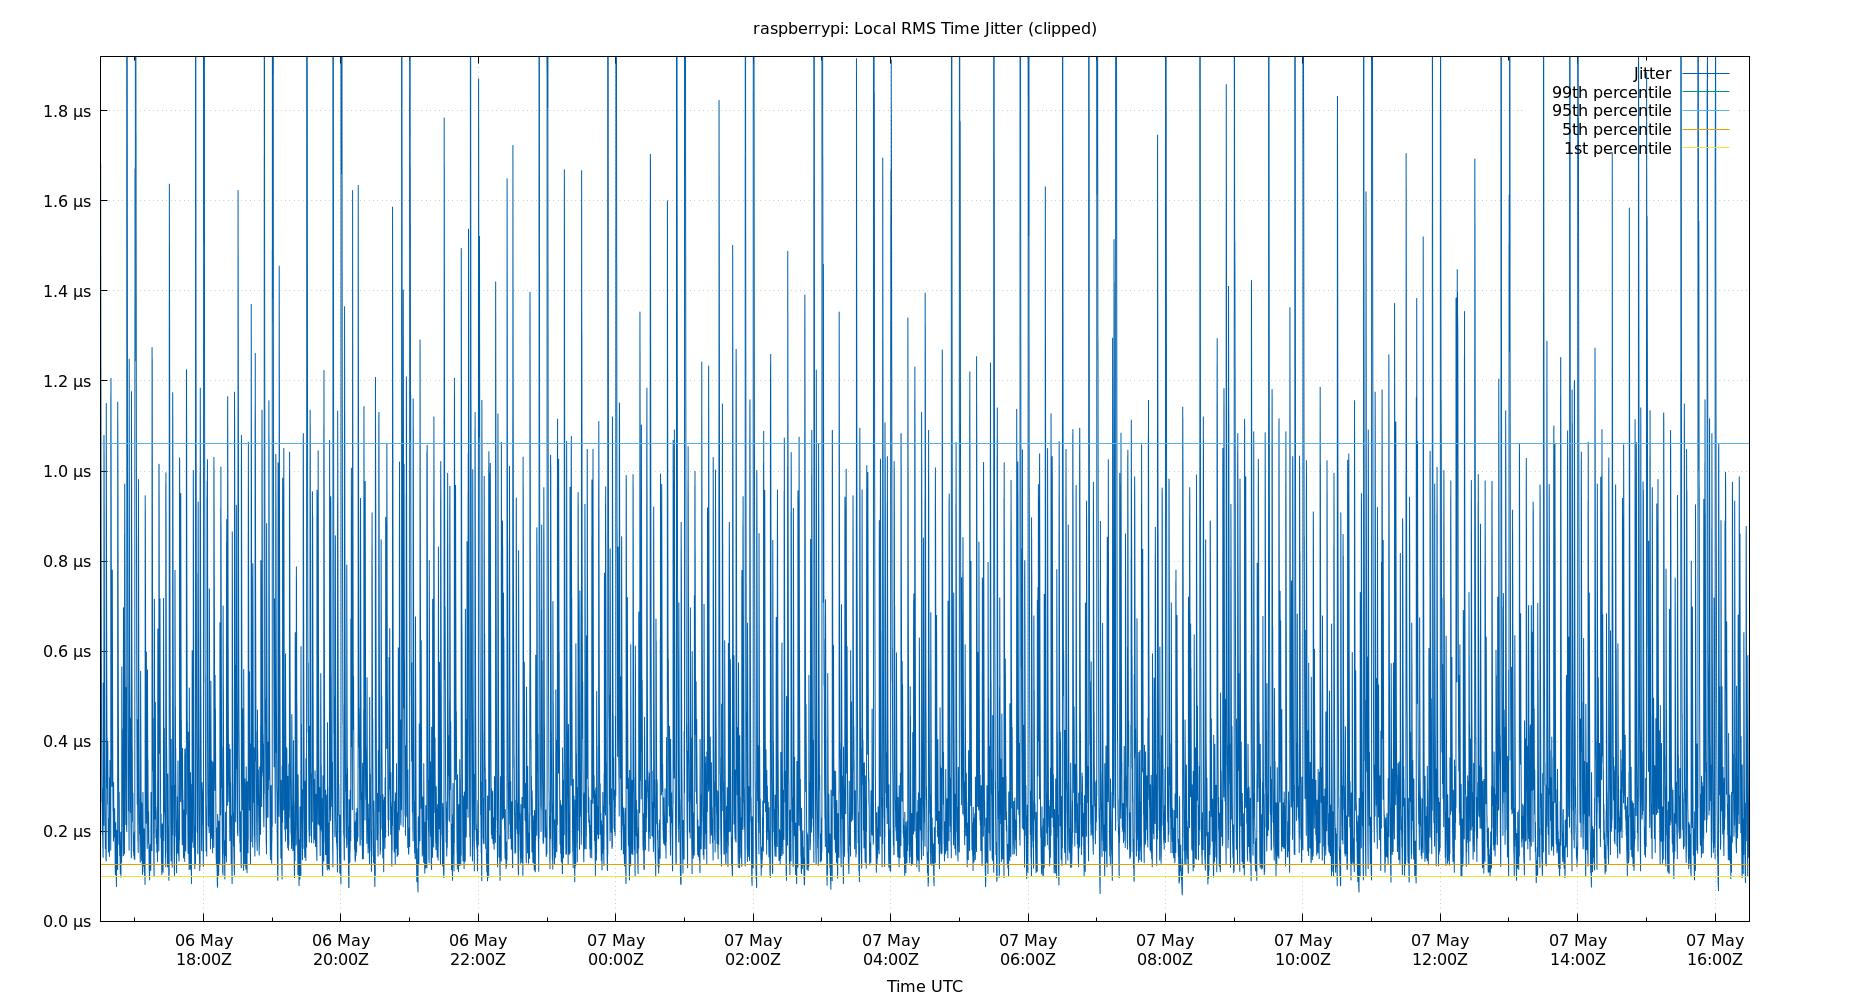 raspberrypi: Local RMS Time Jitter (clipped)
Jitter
99th percentile
95th percentile
5th percentile
1st percentile
1.8 µs
1.6 µs
1.4 µs
1.2 µs
1.0 µs
0.8 µs
0.6 µs
0.4 µs
0.2 µs
0.0 µs
06 May 06 May 06 May 07 May 07 May 07 May 07 May 07 May 07 May 07 May 07 May 07 May
18:00Z 20:00Z 22:00Z 00:00Z 02:00Z 04:00Z 06:00Z 08:00Z 10:00Z 12:00Z 14:00Z 16:00Z
Time UTC